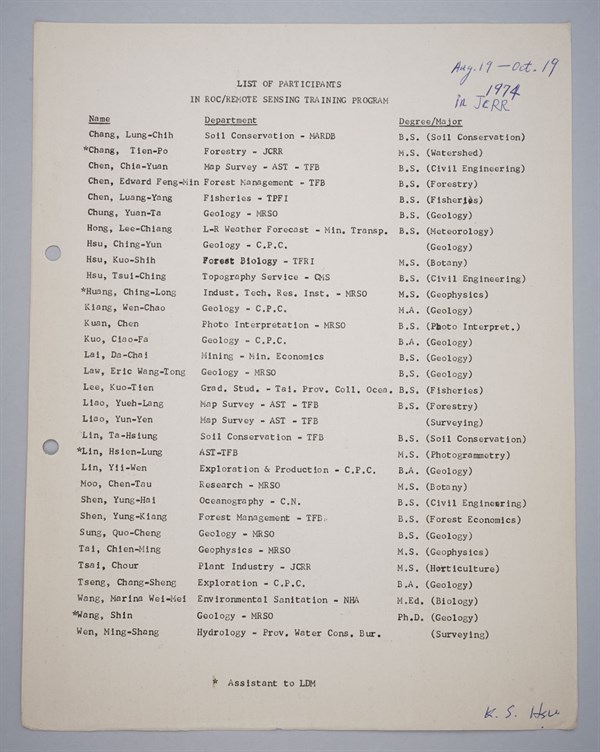 Aug. 19 - Oct. 19
1974
in JCRR
LIST OF PARTICIPANTS
IN ROC/REMOTE SENSING TRAINING PROGRAM
Name Department Degree/Major
Chang, Lung-Chih Soil Conservation - MARDB B.S. (Soil Conservation)
*Chang, Tien-Po Forestry - JCRR M.S. (Watershed)
Chen, Chia-Yuan Map Survey - AST - TFB B.S. (Civil Engineering)
Chen, Edward Feng-Min Forest Management - TFB B.S. (Forestry)
Chen, Luang-Yang Fisheries - TPFI B.S. (Fisheries)
Chung, Yuan-Ta Geology - MRSO B.S. (Geology)
Hong, Lee-Chiang L-R Weather Forecast - Min. Transp. B.S. (Meteorology)
Hsu, Ching-Yun Geology - C.P.C. (Geology)
Hsu, Kuo-Shih Forest Biology - TFRI M.S. (Botany)
Hsu, Tsui-Ching Topography Service - CMS B.S. (Civil Engineering)
*Huang, Ching-Long Indust. Tech. Res. Inst. - MRSO M.S. (Geophysics)
Kiang, Wen-Chao Geology - C.P.C. M.A. (Geology)
Kuan, Chen Photo Interpretation - MRSO B.S. (Photo Interpret.)
Kuo, Ciao-Fa Geology - C.P.C. B.A. (Geology)
Lai, Da-Chai Mining - Min. Economics B.S. (Geology)
Law, Eric Wang-Tong Geology - MRSO B.S. (Geology)
Lee, Kuo-Tien Grad. Stud. - Tai. Prov. Coll. Ocea. B.S. (Fisheries)
Liao, Yueh-Lang Map Survey - AST - TFB B.S. (Forestry)
Liao, Yun-Yen Map Survey - AST - TFB (Surveying)
Lin, Ta-Hsiung Soil Conservation - TFB B.S. (Soil Conservation)
*Lin, Hsien-Lung AST-TFB M.S. (Photogrammetry)
Lin, Yii-Wen Exploration & Production - C.P.C. B.A. (Geology)
Moo, Chen-Tau Research - MRSO M.S. (Botany)
Shen, Yung-Hai Oceanography - C.N. B.S. (Civil Engineering)
Shen, Yung-Kiang Forest Management - TFB. B.S. (Forest Economics)
Sung, Quo-Cheng Geology - MRSO B.S. (Geology)
Tai, Chien-Ming Geophysics - MRSO M.S. (Geophysics)
Tsai, Chour Plant Industry - JCRR M.S. (Horticulture)
Tseng, Chang-Sheng Exploration - C.P.C. B.A. (Geology)
Wang, Marina Wei-Mei Environmental Sanitation - NHA M.Ed. (Biology)
*Wang, Shin Geology - MRSO Ph.D. (Geology)
Wen, Ming-Shang Hydrology - Prov. Water Cons. Bur. (Surveying)
* Assistant to LDM
K. S. Hsu